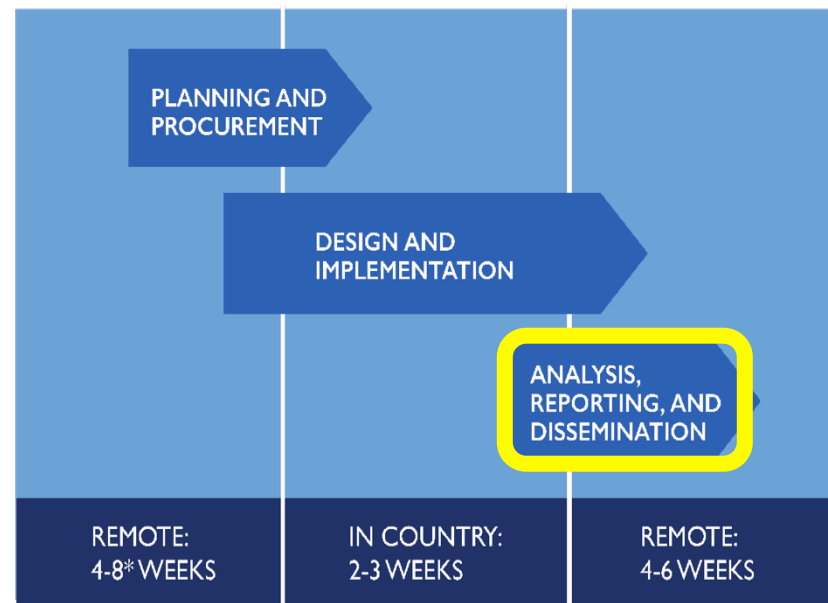 PLANNING AND
PROCUREMENT
DESIGN AND
IMPLEMENTATION
ANALYSIS,
REPORTING, AND
DISSEMINATION
REMOTE:
4-8* WEEKS
IN COUNTRY:
2-3 WEEKS
REMOTE:
4-6 WEEKS